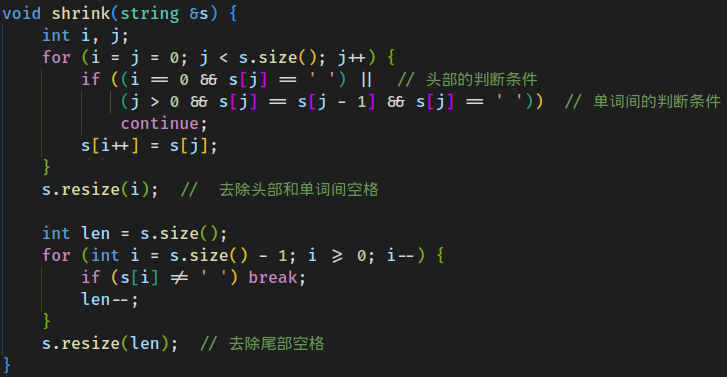 void shrink(string &s) {
    int i, j;
    for (i = j = 0; j < s.size(); j++) {
        if ((i == 0 && s[j] == ' ') ||  // 头部的判断条件
            (j > 0 && s[j] == s[j - 1] && s[j] == ' '))  // 单词间的判断条件
            continue;
        s[i++] = s[j];
    }
    s.resize(i);  //  去除头部和单词间空格

    int len = s.size();
    for (int i = s.size() - 1; i >= 0; i--) {
        if (s[i] != ' ') break;
        len--;
    }
    s.resize(len);  // 去除尾部空格
}